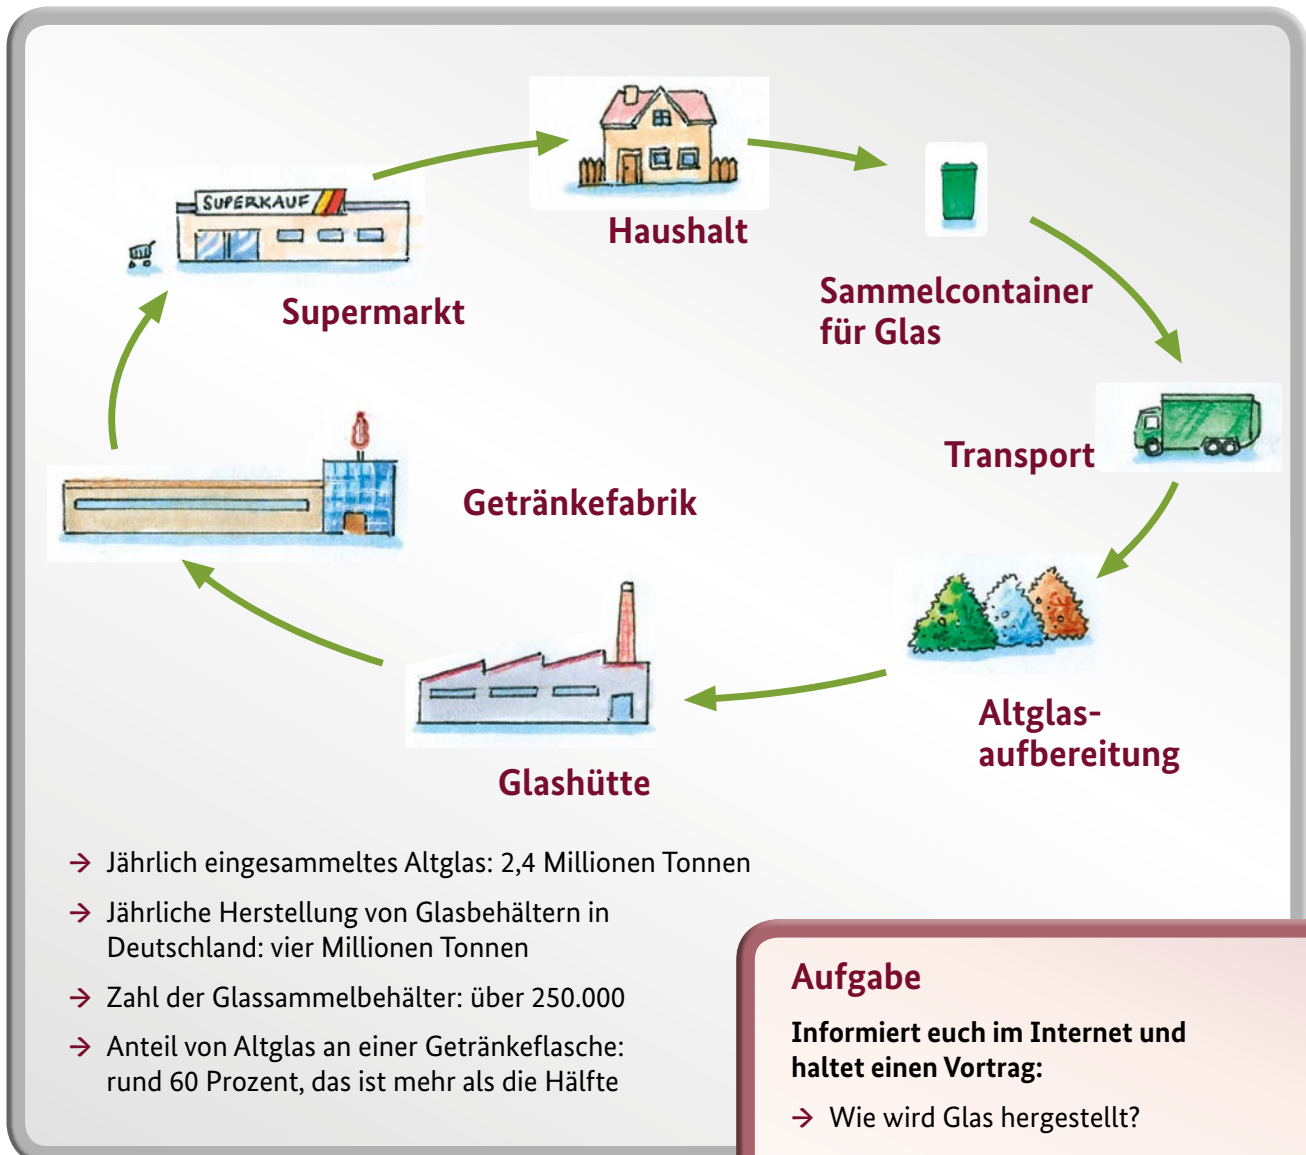 SUPERKAUF
Haushalt
Supermarkt
Sammelcontainer
für Glas
Transport
Getränkefabrik
Altglas-
aufbereitung
Glashütte
→ Jährlich eingesammeltes Altglas: 2,4 Millionen Tonnen
→ Jährliche Herstellung von Glasbehältern in
Deutschland: vier Millionen Tonnen
→ Zahl der Glassammelbehälter: über 250.000
→ Anteil von Altglas an einer Getränkeflasche:
rund 60 Prozent, das ist mehr als die Hälfte
Aufgabe
Informiert euch im Internet und
haltet einen Vortrag:
→ Wie wird Glas hergestellt?